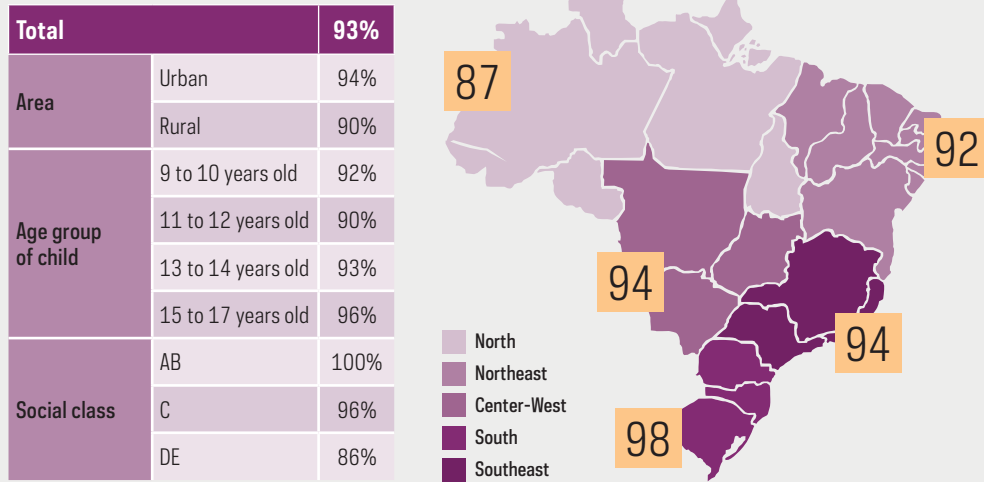 Total 93%
Area
Urban 94%
Rural 90%
Age group
of child
9 to 10 years old 92%
11 to 12 years old 90%
13 to 14 years old 93%
15 to 17 years old 96%
Social class
AB 100%
C 96%
DE 86%
87
92
94
94
98
North
Northeast
Center-West
South
Southeast